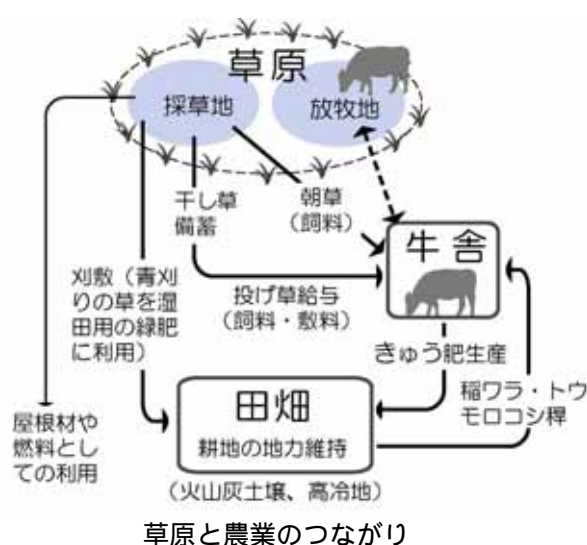 草原
採草地
放牧地
干し草
備蓄
朝草
（飼料）
牛舎
刈敷（青刈
りの草を湿
田用の緑肥
に利用）
投げ草給与
（飼料・敷料）
きゅう肥生産
稲ワラ・トウ
モロコシ稈
田畑
耕地の地力維持
屋根材や
燃料とし
ての利用
（火山灰土壌、高冷地）
草原と農業のつながり